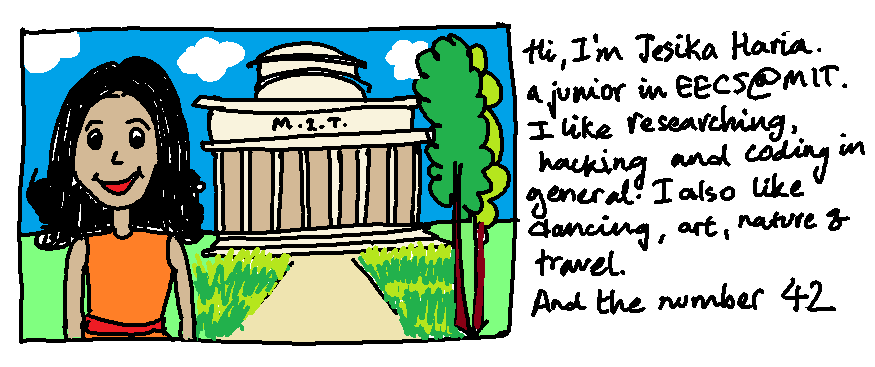 M.I.T.
Hi, I'm Jesika Haria.
a junior in EECS@MIT.
I like researching,
hacking and coding in
general. I also like
dancing, art, nature &
travel.
And the number 42